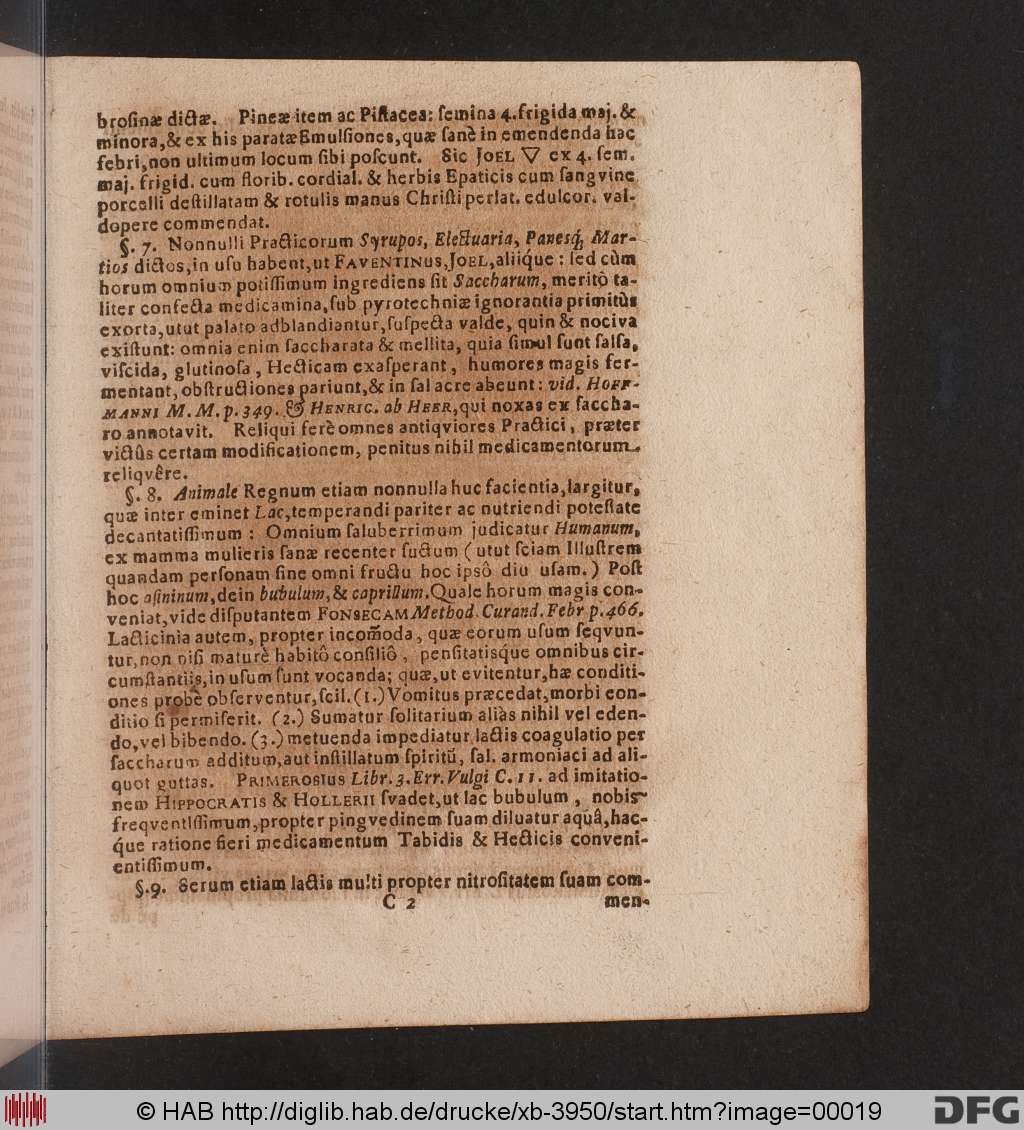 broſinæ dictæ. Pineæ item ac Piſtacea: ſemina 4. frigida maj. &
minora, & ex his paratæ Emulſiones, quæ ſanè in emendenda hac
febri, non ultimum locum ſibi poſcunt. Sic JOEL ▽ ex 4. ſem.
maj. frigid. cum florib. cordial. & herbis Epaticis cum ſangvine
porcelli deſtillatam & rotulis manus Chriſti perlat. edulcor. val-
dopere commendat.
§. 7. Nonnulli Practicorum Syrupos, Electuaria, Panesq́, Mar-
tios dictos, in uſu habent, ut FAVENTINUS, JOEL, aliiq́ue: ſed cùm
horum omnium potiſſimum ingrediens ſit Saccharum, meritò ta-
liter confecta medicamina, ſub pyrotechniæ ignorantia primitùs
exorta, utut palato adblandiantur, ſuſpecta valde, quin & nociva
exiſtunt: omnia enim ſaccharata & mellita, quia ſimul ſunt ſalſa,
viſcida, glutinoſa, Hecticam exaſperant, humores magis fer-
mentant, obſtructiones pariunt, & in ſal acre abeunt: vid. HOFF-
MANNI M. M. p. 349. & HENRIC. ab HEER, qui noxas ex ſaccha-
ro annotavit. Reliqui ferè omnes antiqviores Practici, præter
victûs certam modificationem, penitus nihil medicamentorum
reliqvêre.
§. 8. Animale Regnum etiam nonnulla huc facientia, largitur,
quæ inter eminet Lac, temperandi pariter ac nutriendi poteſtate
decantatiſſimum: Omnium ſaluberrimum judicatur Humanum,
ex mamma mulieris ſanæ recenter ſuctum (utut ſciam Illuſtrem
quandam perſonam ſine omni fructu hoc ipsô diu uſam.) Poſt
hoc aſininum, dein bubulum, & caprillum. Quale horum magis con-
veniat, vide diſputantem FONSECAM Method. Curand. Febr p. 466.
Lacticinia autem, propter incom̃oda, quæ eorum uſum ſeqvun-
tur, non niſi maturè habitô conſiliô, penſitatisq́ue omnibus cir-
cumſtantiis, in uſum ſunt vocanda; quæ, ut evitentur, hæ conditi-
ones probè obſerventur, ſcil. (1.) Vomitus præcedat, morbi con-
ditio ſi permiſerit. (2.) Sumatur ſolitarium aliàs nihil vel eden-
do, vel bibendo. (3.) metuenda impediatur lactis coagulatio per
ſaccharum additum, aut inſtillatum ſpiritũ, ſal. armoniaci ad ali-
quot guttas. PRIMEROSIUS Libr. 3. Err. Vulgi C. 11. ad imitatio-
nem HIPPOCRATIS & HOLLERII ſvadet, ut lac bubulum, nobis
freqventiſſimum, propter pingvedinem ſuam diluatur aquâ, hac-
q́ue ratione fieri medicamentum Tabidis & Hecticis conveni-
entiſſimum.
§. 9. Serum etiam lactis multi propter nitroſitatem ſuam com-
C 2 men-
© HAB http://diglib.hab.de/drucke/xb-3950/start.htm?image=00019
DFG